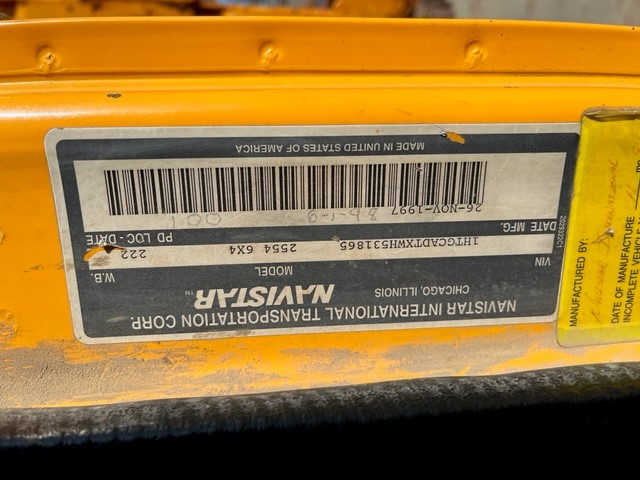 NAVISTAR INTERNATIONAL TRANSPORTATION CORP.
CHICAGO, ILLINOIS
NAVISTAR™
VIN MODEL W.B.
1HTGCADTXWH531865 2554 6X4 222
DATE MFG. PD LOC - DATE
26-NOV-1997
MADE IN UNITED STATES OF AMERICA
MANUFACTURED BY:
DATE OF MANUFACTURE
INCOMPLETE VEHICLE